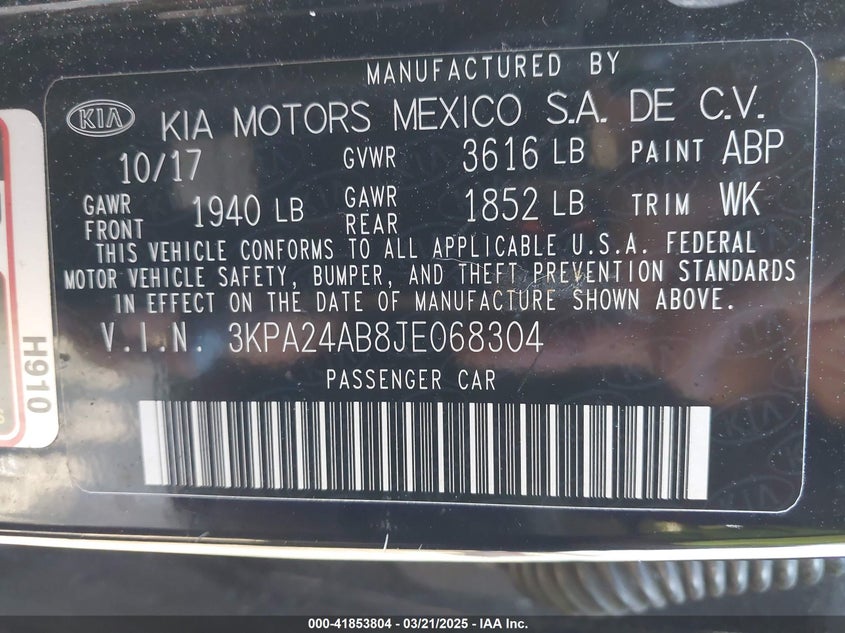 MANUFACTURED BY
KIA KIA MOTORS MEXICO S.A. DE C.V.
10/17 GVWR 3616 LB PAINT ABP
GAWR FRONT 1940 LB GAWR REAR 1852 LB TRIM WK
THIS VEHICLE CONFORMS TO ALL APPLICABLE U.S.A. FEDERAL
MOTOR VEHICLE SAFETY, BUMPER, AND THEFT PREVENTION STANDARDS
IN EFFECT ON THE DATE OF MANUFACTURE SHOWN ABOVE.
V.I.N. 3KPA24AB8JE068304
PASSENGER CAR
H910
000-41853804 / 03/21/2025 - IAA Inc.